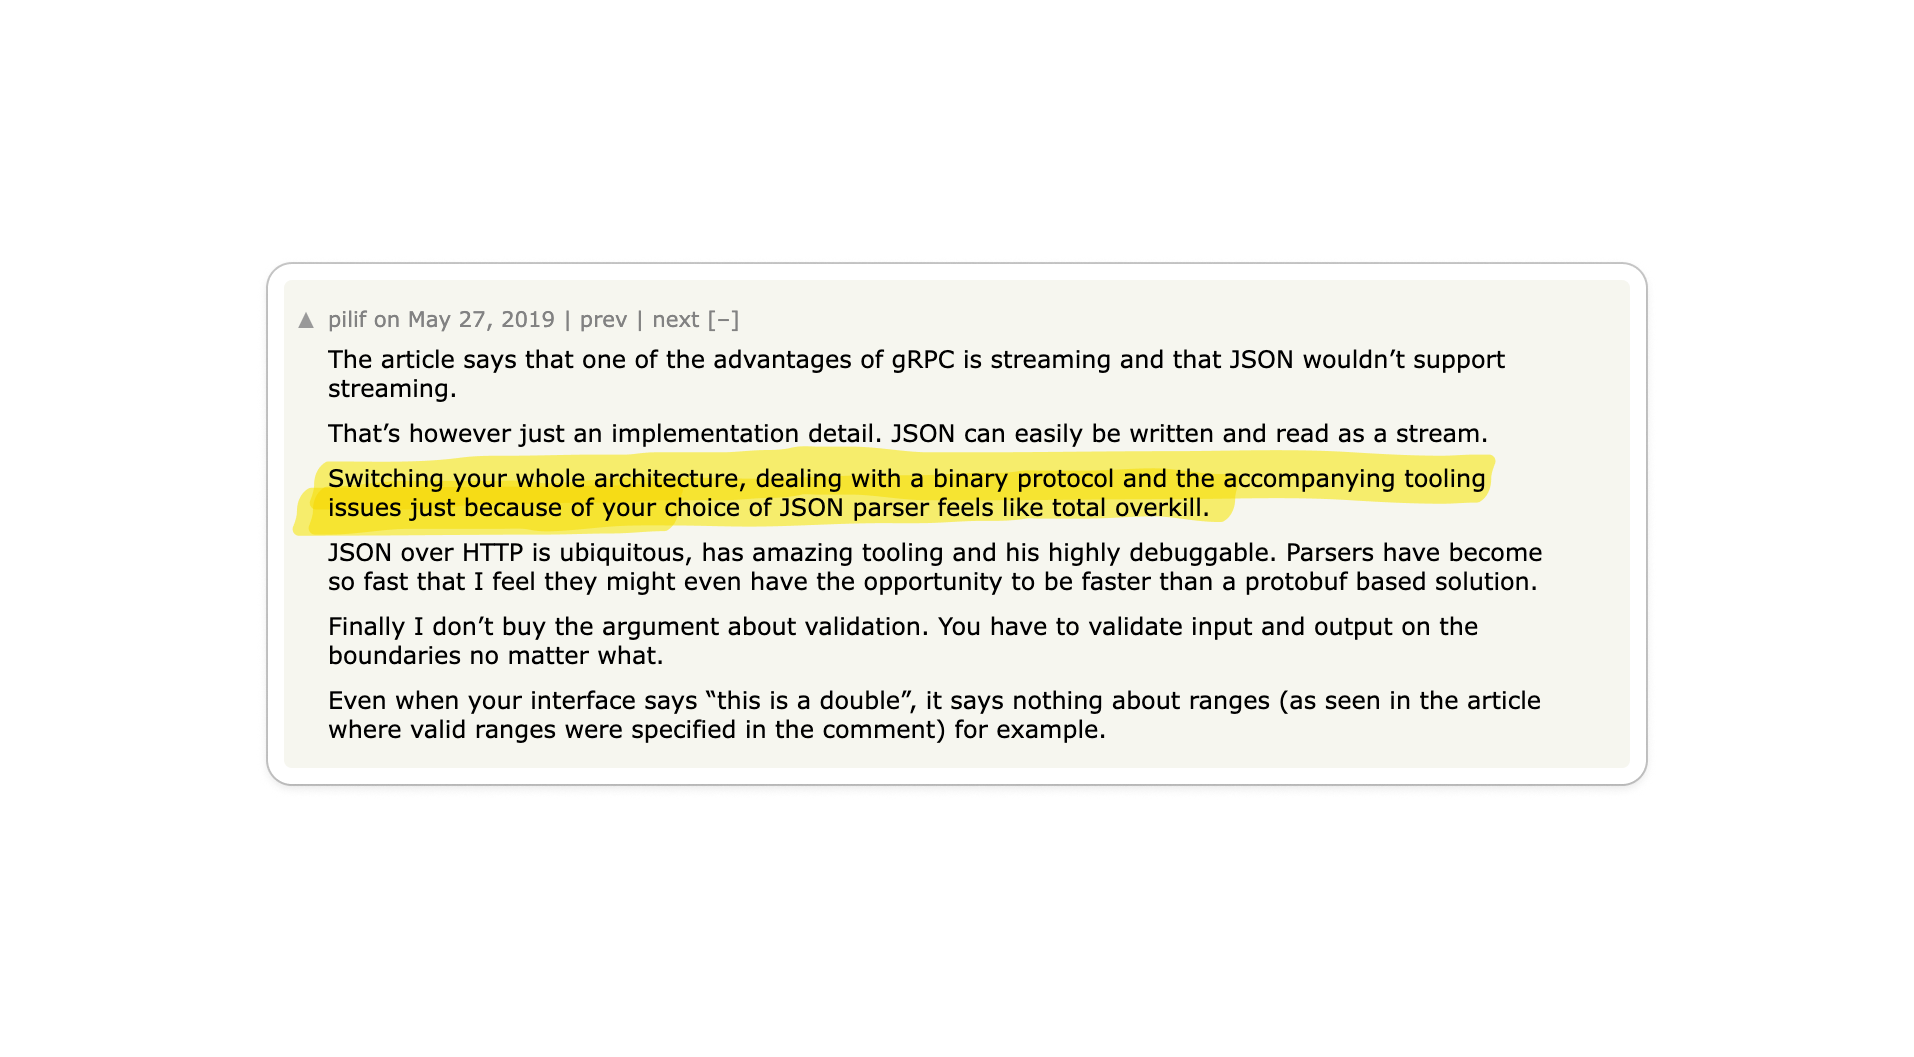 ▲ pilif on May 27, 2019 | prev | next [–]
The article says that one of the advantages of gRPC is streaming and that JSON wouldn’t support
streaming.
That’s however just an implementation detail. JSON can easily be written and read as a stream.
Switching your whole architecture, dealing with a binary protocol and the accompanying tooling
issues just because of your choice of JSON parser feels like total overkill.
JSON over HTTP is ubiquitous, has amazing tooling and his highly debuggable. Parsers have become
so fast that I feel they might even have the opportunity to be faster than a protobuf based solution.
Finally I don’t buy the argument about validation. You have to validate input and output on the
boundaries no matter what.
Even when your interface says “this is a double”, it says nothing about ranges (as seen in the article
where valid ranges were specified in the comment) for example.